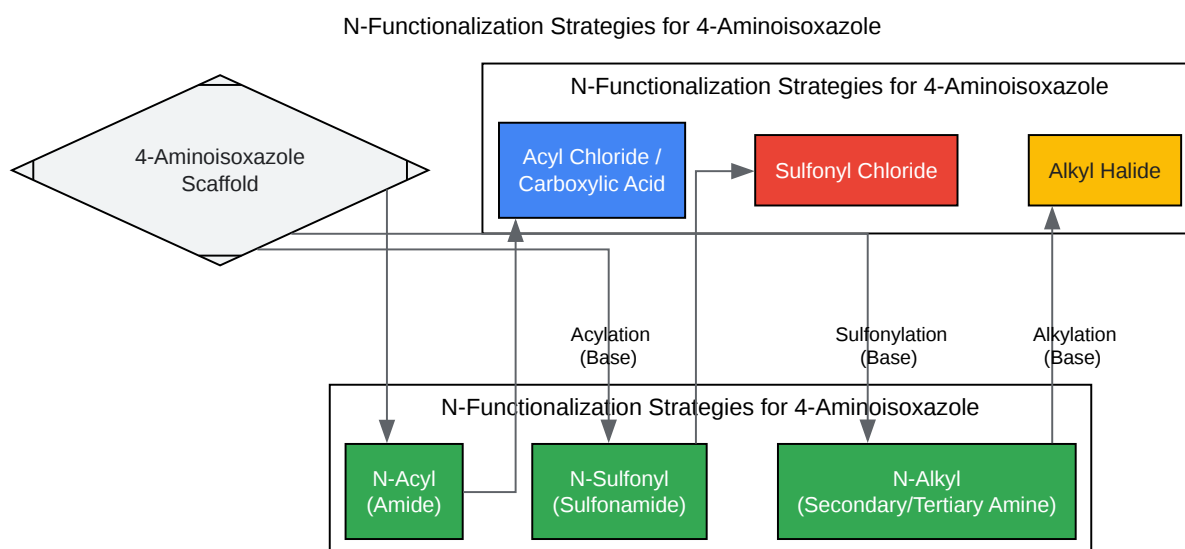 N-Functionalization Strategies for 4-Aminoisoxazole
N-Functionalization Strategies for 4-Aminoisoxazole
4-Aminoisoxazole
Scaffold
Acyl Chloride /
Carboxylic Acid
Sulfonyl Chloride
Alkyl Halide
Acylation
(Base)
Sulfonylation
(Base)
Alkylation
(Base)
N-Functionalization Strategies for 4-Aminoisoxazole
N-Acyl
(Amide)
N-Sulfonyl
(Sulfonamide)
N-Alkyl
(Secondary/Tertiary Amine)